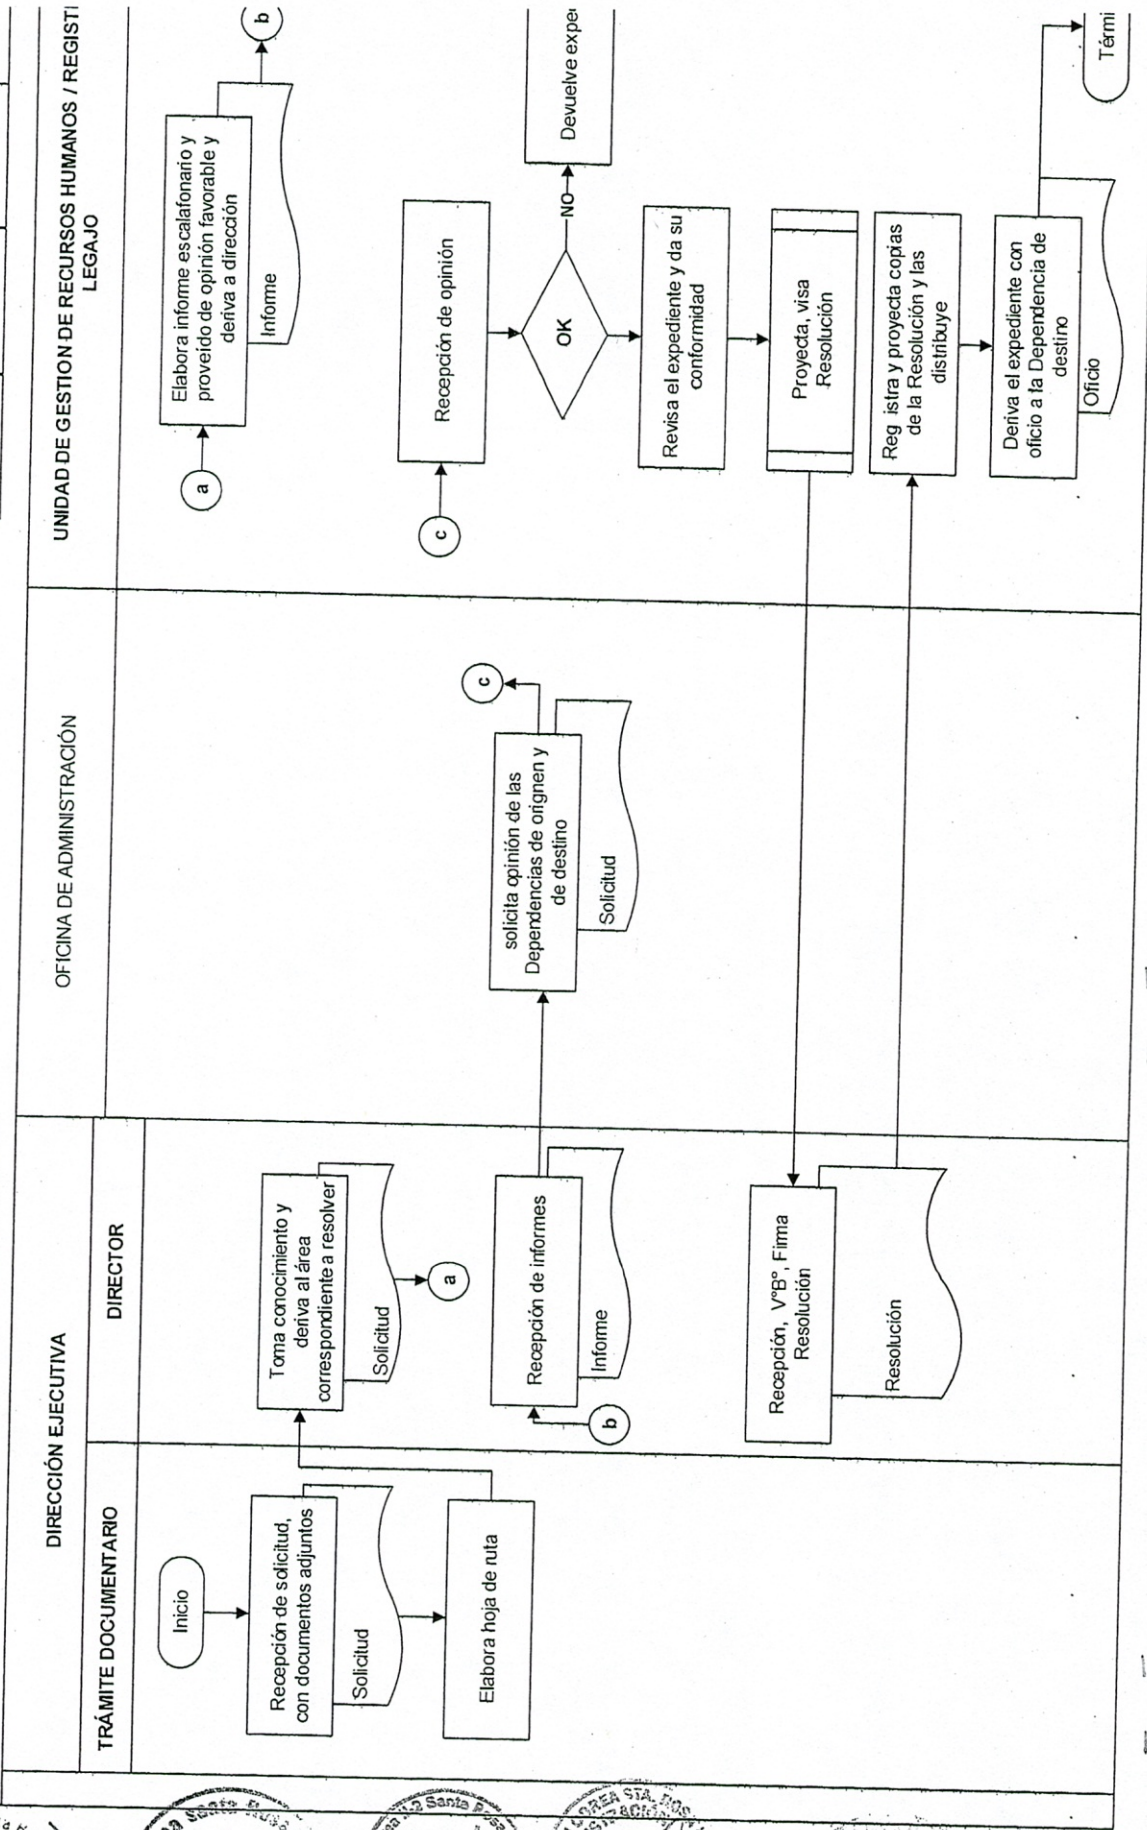 DIRECCIÓN EJECUTIVA
TRÁMITE DOCUMENTARIO
DIRECTOR
OFICINA DE ADMINISTRACIÓN
UNIDAD DE GESTION DE RECURSOS HUMANOS / REGIST
LEGAJO
Inicio
Recepción de solicitud,
con documentos adjuntos
Solicitud
Elabora hoja de ruta
Toma conocimiento y
deriva al área
correspondiente a resolver
Solicitud
a
a
Elabora informe escalafonario y
proveido de opinión favorable y
deriva a dirección
Informe
b
b
Recepción de informes
Informe
solicita opinión de las
Dependencias de orignen y
de destino
Solicitud
c
c
Recepción de opinión
OK
NO
Devuelve expe
Revisa el expediente y da su
conformidad
Proyecta, visa
Resolución
Recepción, V°B°, Firma
Resolución
Resolución
Reg istra y proyecta copias
de la Resolución y las
distribuye
Deriva el expediente con
oficio a la Dependencia de
destino
Oficio
Térmi
Santa Rosa